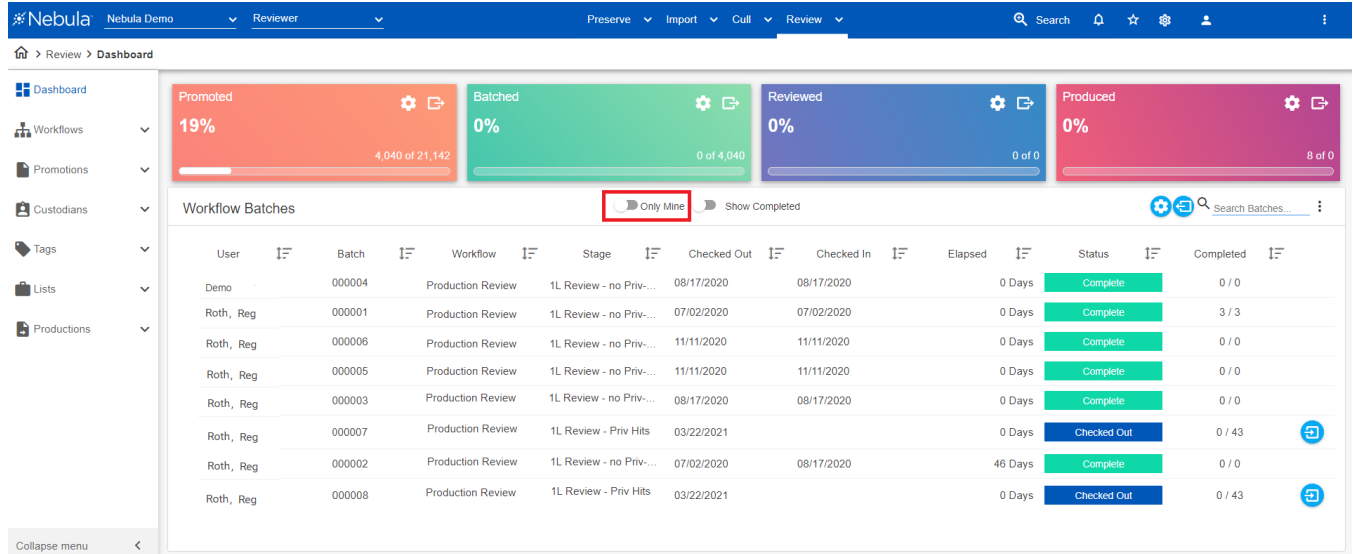 Nebula Nebula Demo Reviewer Preserve Import Cull Review Search
> Review > Dashboard
Dashboard
Workflows
Promotions
Custodians
Tags
Lists
Productions
Collapse menu
Promoted
19%
4,040 of 21,142
Batched
0%
0 of 4,040
Reviewed
0%
0 of 0
Produced
0%
8 of 0
Workflow Batches Only Mine Show Completed Search Batches...
User Batch Workflow Stage Checked Out Checked In Elapsed Status Completed
Demo 000004 Production Review 1L Review - no Priv-... 08/17/2020 08/17/2020 0 Days Complete 0 / 0
Roth, Reg 000001 Production Review 1L Review - no Priv-... 07/02/2020 07/02/2020 0 Days Complete 3 / 3
Roth, Reg 000006 Production Review 1L Review - no Priv-... 11/11/2020 11/11/2020 0 Days Complete 0 / 0
Roth, Reg 000005 Production Review 1L Review - no Priv-... 11/11/2020 11/11/2020 0 Days Complete 0 / 0
Roth, Reg 000003 Production Review 1L Review - no Priv-... 08/17/2020 08/17/2020 0 Days Complete 0 / 0
Roth, Reg 000007 Production Review 1L Review - Priv Hits 03/22/2021 0 Days Checked Out 0 / 43
Roth, Reg 000002 Production Review 1L Review - no Priv-... 07/02/2020 08/17/2020 46 Days Complete 0 / 0
Roth, Reg 000008 Production Review 1L Review - Priv Hits 03/22/2021 0 Days Checked Out 0 / 43